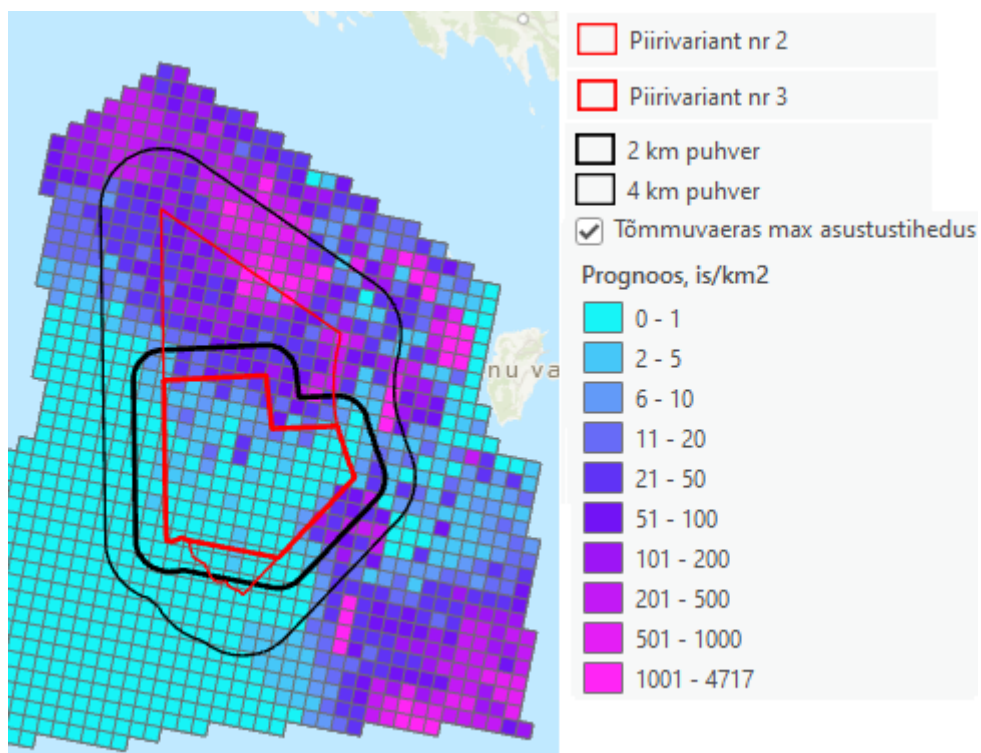 Piirivariant nr 2
Piirivariant nr 3
2 km puhver
4 km puhver
Tõmmuvaeras max asustustihedus
Prognoos, is/km2
0 - 1
2 - 5
6 - 10
11 - 20
21 - 50
51 - 100
101 - 200
201 - 500
501 - 1000
1001 - 4717
nu va